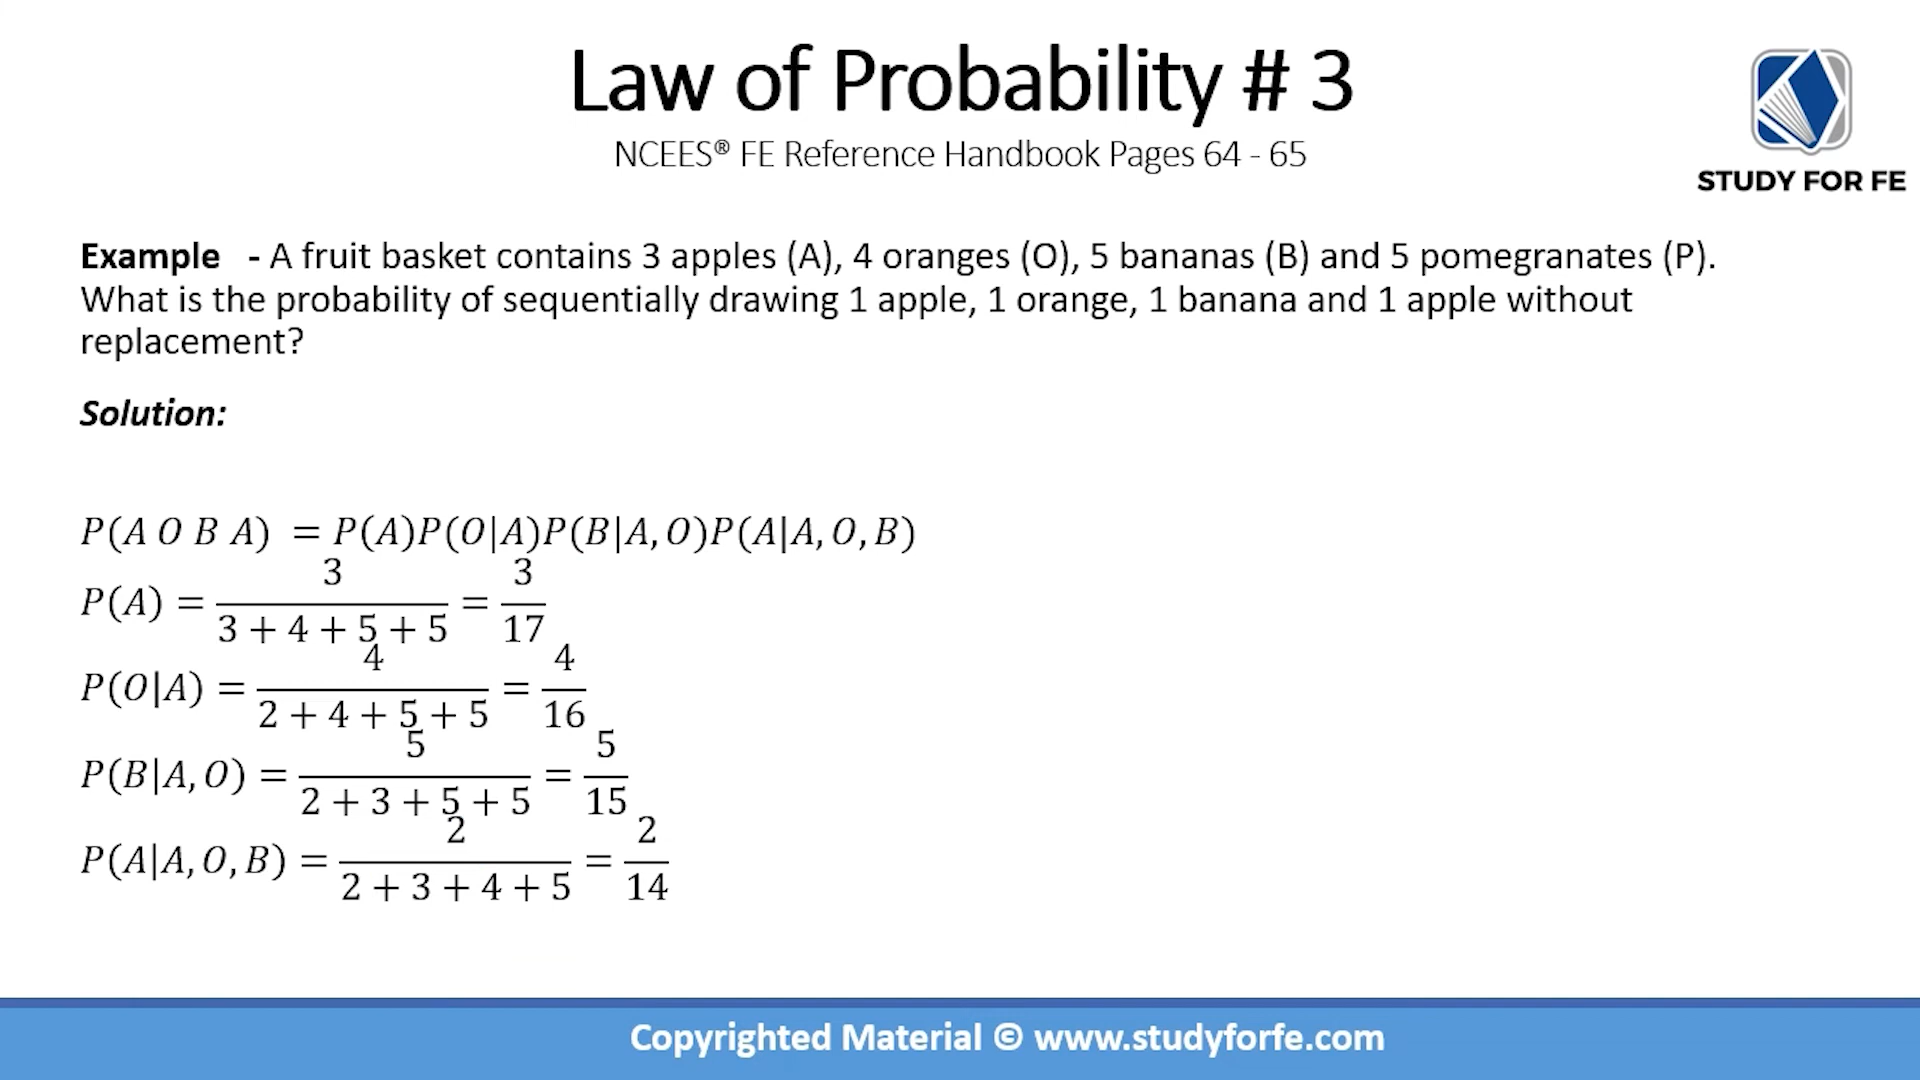 Law of Probability # 3
NCEES® FE Reference Handbook Pages 64 - 65
STUDY FOR FE
Example - A fruit basket contains 3 apples (A), 4 oranges (O), 5 bananas (B) and 5 pomegranates (P).
What is the probability of sequentially drawing 1 apple, 1 orange, 1 banana and 1 apple without
replacement?
Solution:
P(A O B A) = P(A)P(O|A)P(B|A,O)P(A|A,O,B)
P(A) = 3/(3 + 4 + 5 + 5) = 3/17
P(O|A) = 4/(2 + 4 + 5 + 5) = 4/16
P(B|A,O) = 5/(2 + 3 + 5 + 5) = 5/15
P(A|A,O,B) = 2/(2 + 3 + 4 + 5) = 2/14
Copyrighted Material © www.studyforfe.com